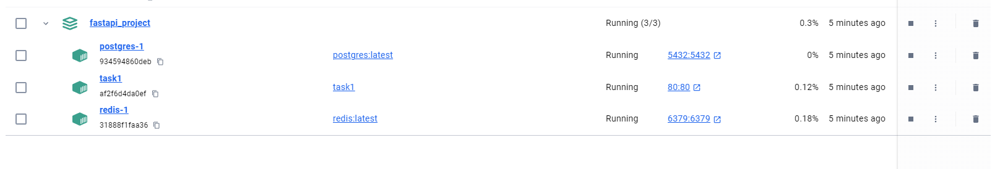 fastapi_project Running (3/3) 0.3% 5 minutes ago
postgres-1
934594860deb postgres:latest Running 5432:5432 0% 5 minutes ago
task1
af2f6d4da0ef task1 Running 80:80 0.12% 5 minutes ago
redis-1
31888f1faa36 redis:latest Running 6379:6379 0.18% 5 minutes ago